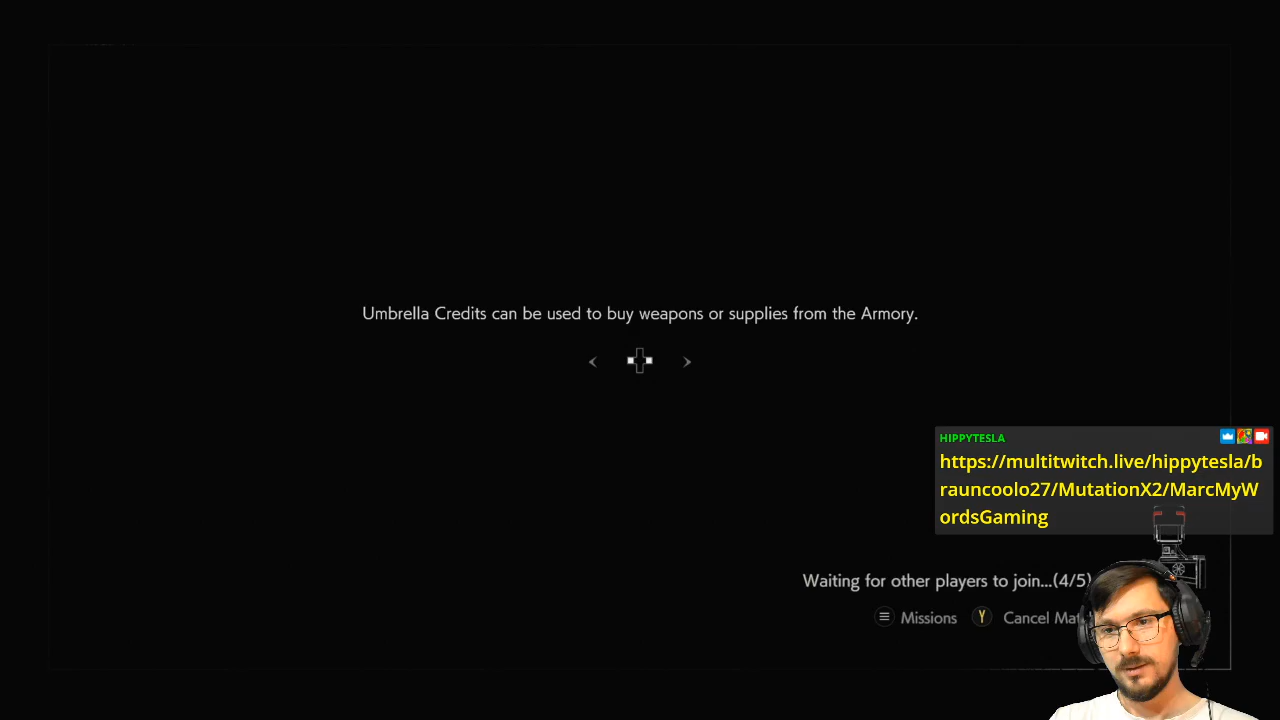 Umbrella Credits can be used to buy weapons or supplies from the Armory.
HIPPYTESLA
https://multitwitch.live/hippytesla/b
rauncoolo27/MutationX2/MarcMyW
ordsGaming
Waiting for other players to join...(4/5)
Missions Y Cancel Mat